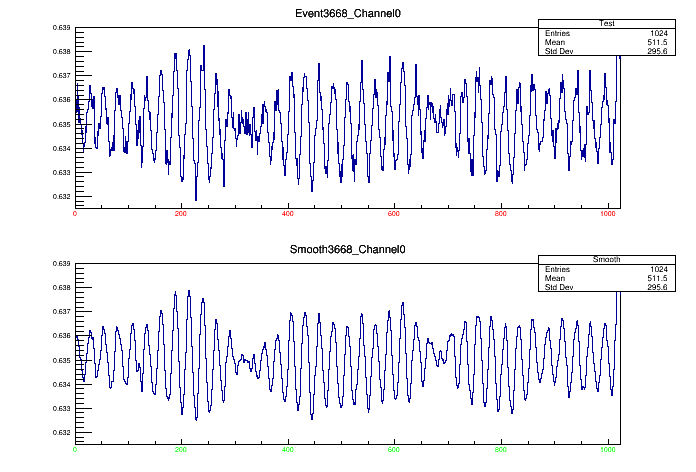 Event3668_Channel0
Test
Entries 1024
Mean 511.5
Std Dev 295.6
0.639
0.638
0.637
0.636
0.635
0.634
0.633
0.632
0 200 400 600 800 1000
Smooth3668_Channel0
Smooth
Entries 1024
Mean 511.5
Std Dev 295.6
0.639
0.638
0.637
0.636
0.635
0.634
0.633
0.632
0 200 400 600 800 1000